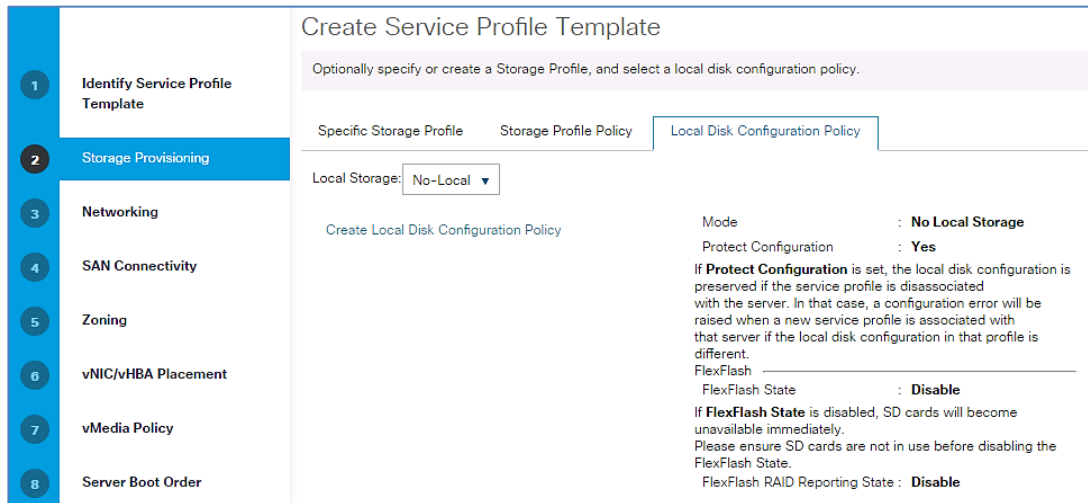 Create Service Profile Template
1
Identify Service Profile
Template
2
Storage Provisioning
3
Networking
4
SAN Connectivity
5
Zoning
6
vNIC/vHBA Placement
7
vMedia Policy
8
Server Boot Order
Optionally specify or create a Storage Profile, and select a local disk configuration policy.
Specific Storage Profile
Storage Profile Policy
Local Disk Configuration Policy
Local Storage: No-Local ▼
Create Local Disk Configuration Policy
Mode : No Local Storage
Protect Configuration : Yes
If Protect Configuration is set, the local disk configuration is
preserved if the service profile is disassociated
with the server. In that case, a configuration error will be
raised when a new service profile is associated with
that server if the local disk configuration in that profile is
different.
FlexFlash
FlexFlash State : Disable
If FlexFlash State is disabled, SD cards will become
unavailable immediately.
Please ensure SD cards are not in use before disabling the
FlexFlash State.
FlexFlash RAID Reporting State : Disable